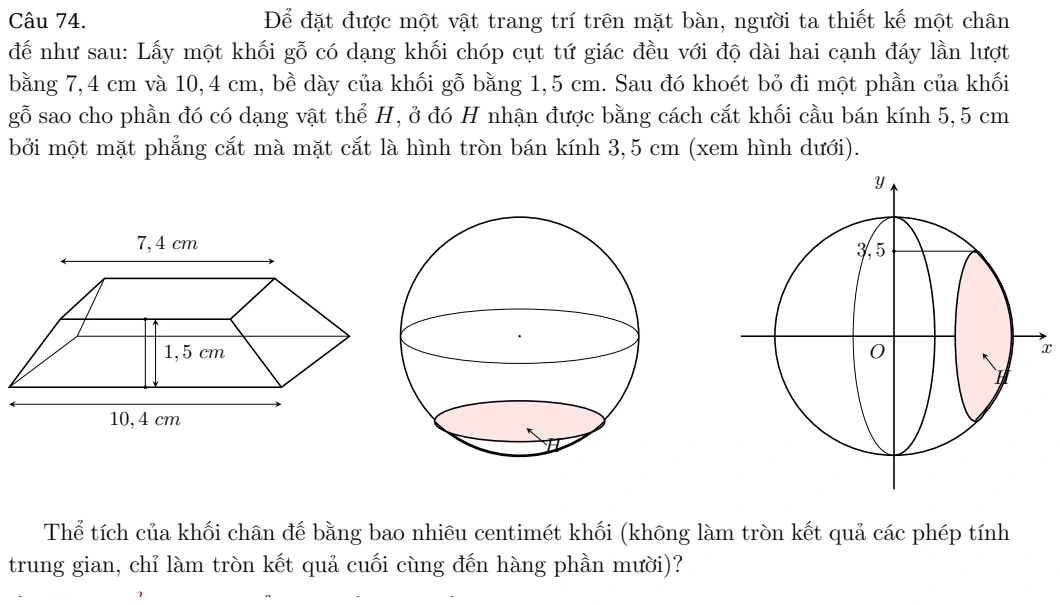 Câu 74. Để đặt được một vật trang trí trên mặt bàn, người ta thiết kế một chân
đế như sau: Lấy một khối gỗ có dạng khối chóp cụt tứ giác đều với độ dài hai cạnh đáy lần lượt
bằng 7,4 cm và 10,4 cm, bề dày của khối gỗ bằng 1,5 cm. Sau đó khoét bỏ đi một phần của khối
gỗ sao cho phần đó có dạng vật thể H, ở đó H nhận được bằng cách cắt khối cầu bán kính 5,5 cm
bởi một mặt phẳng cắt mà mặt cắt là hình tròn bán kính 3,5 cm (xem hình dưới).
7,4 cm
1,5 cm
10,4 cm
H
y
3,5
O
x
H
Thể tích của khối chân đế bằng bao nhiêu centimét khối (không làm tròn kết quả các phép tính
trung gian, chỉ làm tròn kết quả cuối cùng đến hàng phần mười)?